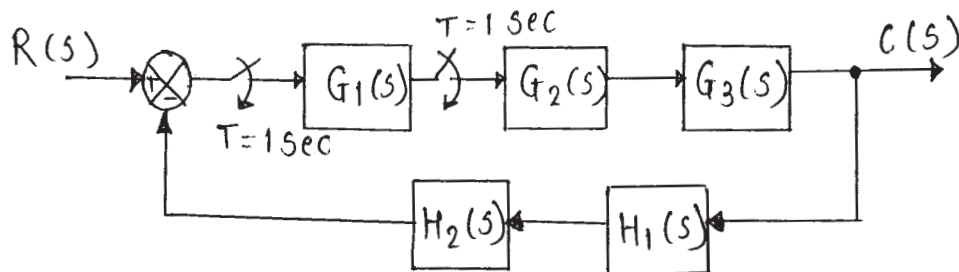 T=1 sec
R(s)
C(s)
+
−
G1(s)
G2(s)
G3(s)
T=1 sec
H2(s)
H1(s)